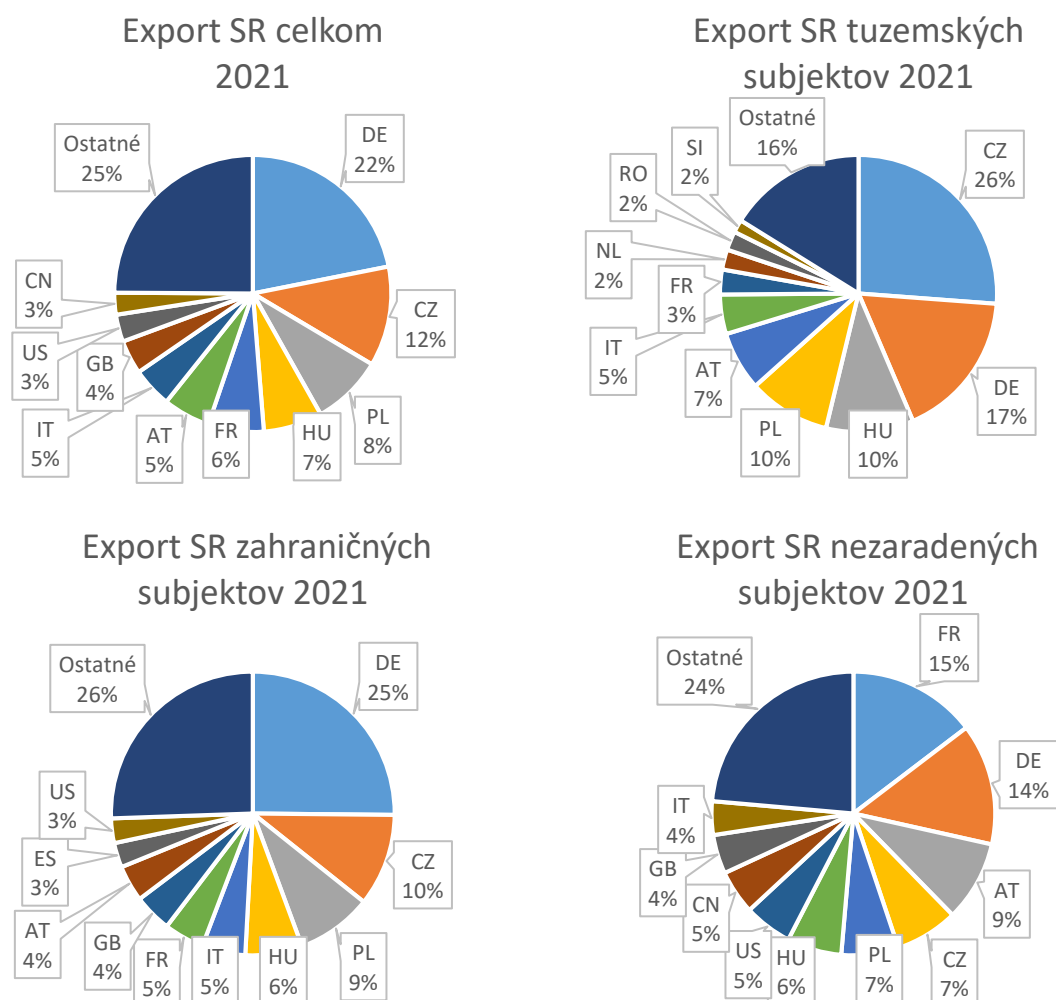 Export SR celkom
2021
DE
22%
CZ
12%
PL
8%
HU
7%
FR
6%
AT
5%
IT
5%
GB
4%
US
3%
CN
3%
Ostatné
25%
Export SR tuzemských
subjektov 2021
CZ
26%
DE
17%
HU
10%
PL
10%
AT
7%
IT
5%
FR
3%
NL
2%
RO
2%
SI
2%
Ostatné
16%
Export SR zahraničných
subjektov 2021
DE
25%
CZ
10%
PL
9%
HU
6%
IT
5%
FR
5%
GB
4%
AT
4%
ES
3%
US
3%
Ostatné
26%
Export SR nezaradených
subjektov 2021
FR
15%
DE
14%
AT
9%
CZ
7%
PL
7%
HU
6%
US
5%
CN
5%
GB
4%
IT
4%
Ostatné
24%